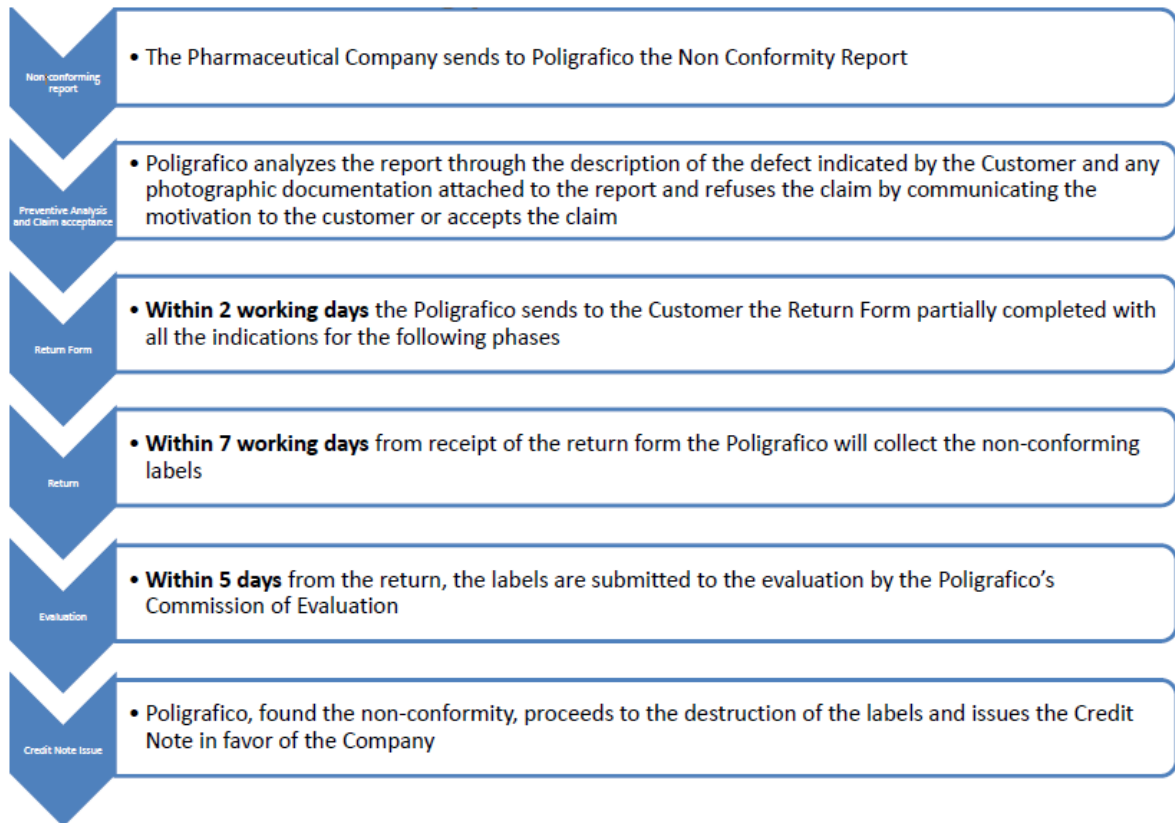 Non conforming
report
• The Pharmaceutical Company sends to Poligrafico the Non Conformity Report
Preventive Analysis
and Claim acceptance
• Poligrafico analyzes the report through the description of the defect indicated by the Customer and any
photographic documentation attached to the report and refuses the claim by communicating the
motivation to the customer or accepts the claim
Return Form
• Within 2 working days the Poligrafico sends to the Customer the Return Form partially completed with
all the indications for the following phases
Return
• Within 7 working days from receipt of the return form the Poligrafico will collect the non-conforming
labels
Evaluation
• Within 5 days from the return, the labels are submitted to the evaluation by the Poligrafico’s
Commission of Evaluation
Credit Note Issue
• Poligrafico, found the non-conformity, proceeds to the destruction of the labels and issues the Credit
Note in favor of the Company